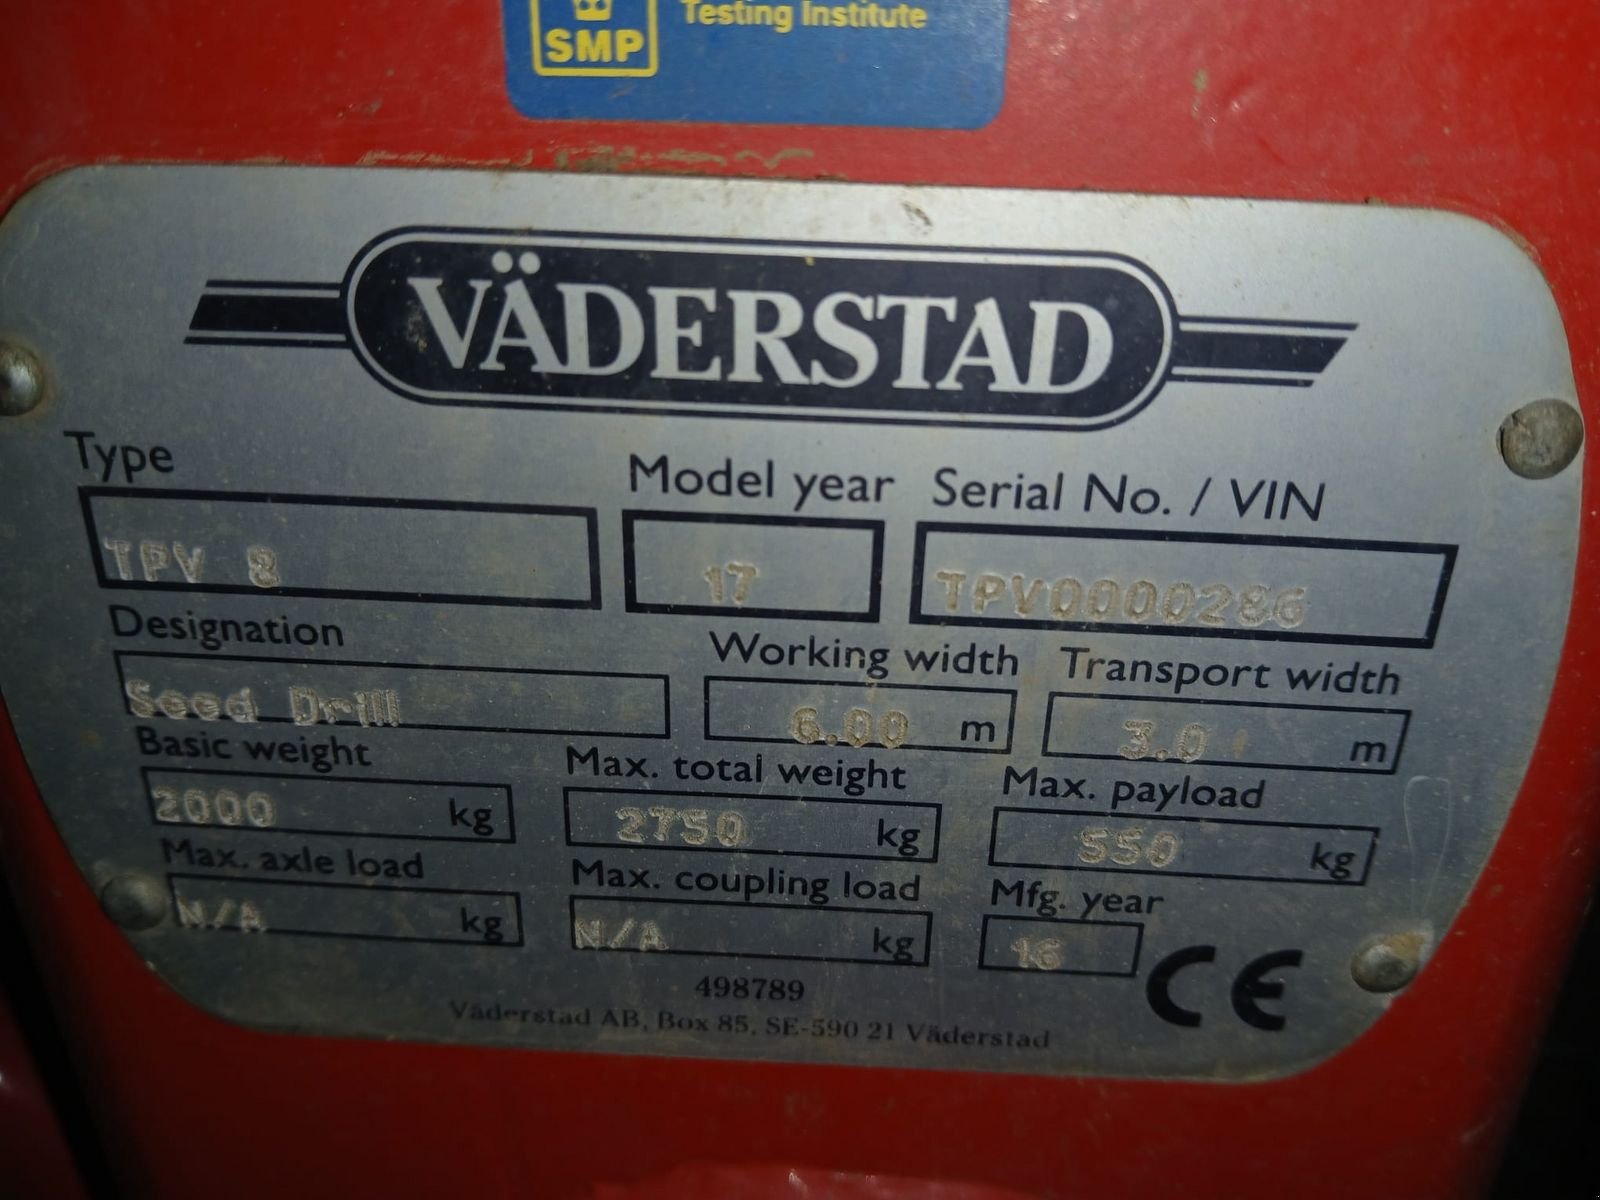 SMP
Testing Institute
VÄDERSTAD
Type Model year Serial No. / VIN
TPV 8 17 TPV0000286
Designation Working width Transport width
Seed Drill 6.00 m 3.0 m
Basic weight Max. total weight Max. payload
2000 kg 2750 kg 550 kg
Max. axle load Max. coupling load Mfg. year
N/A kg N/A kg 16 CE
498789
Väderstad AB, Box 85, SE-590 21 Väderstad